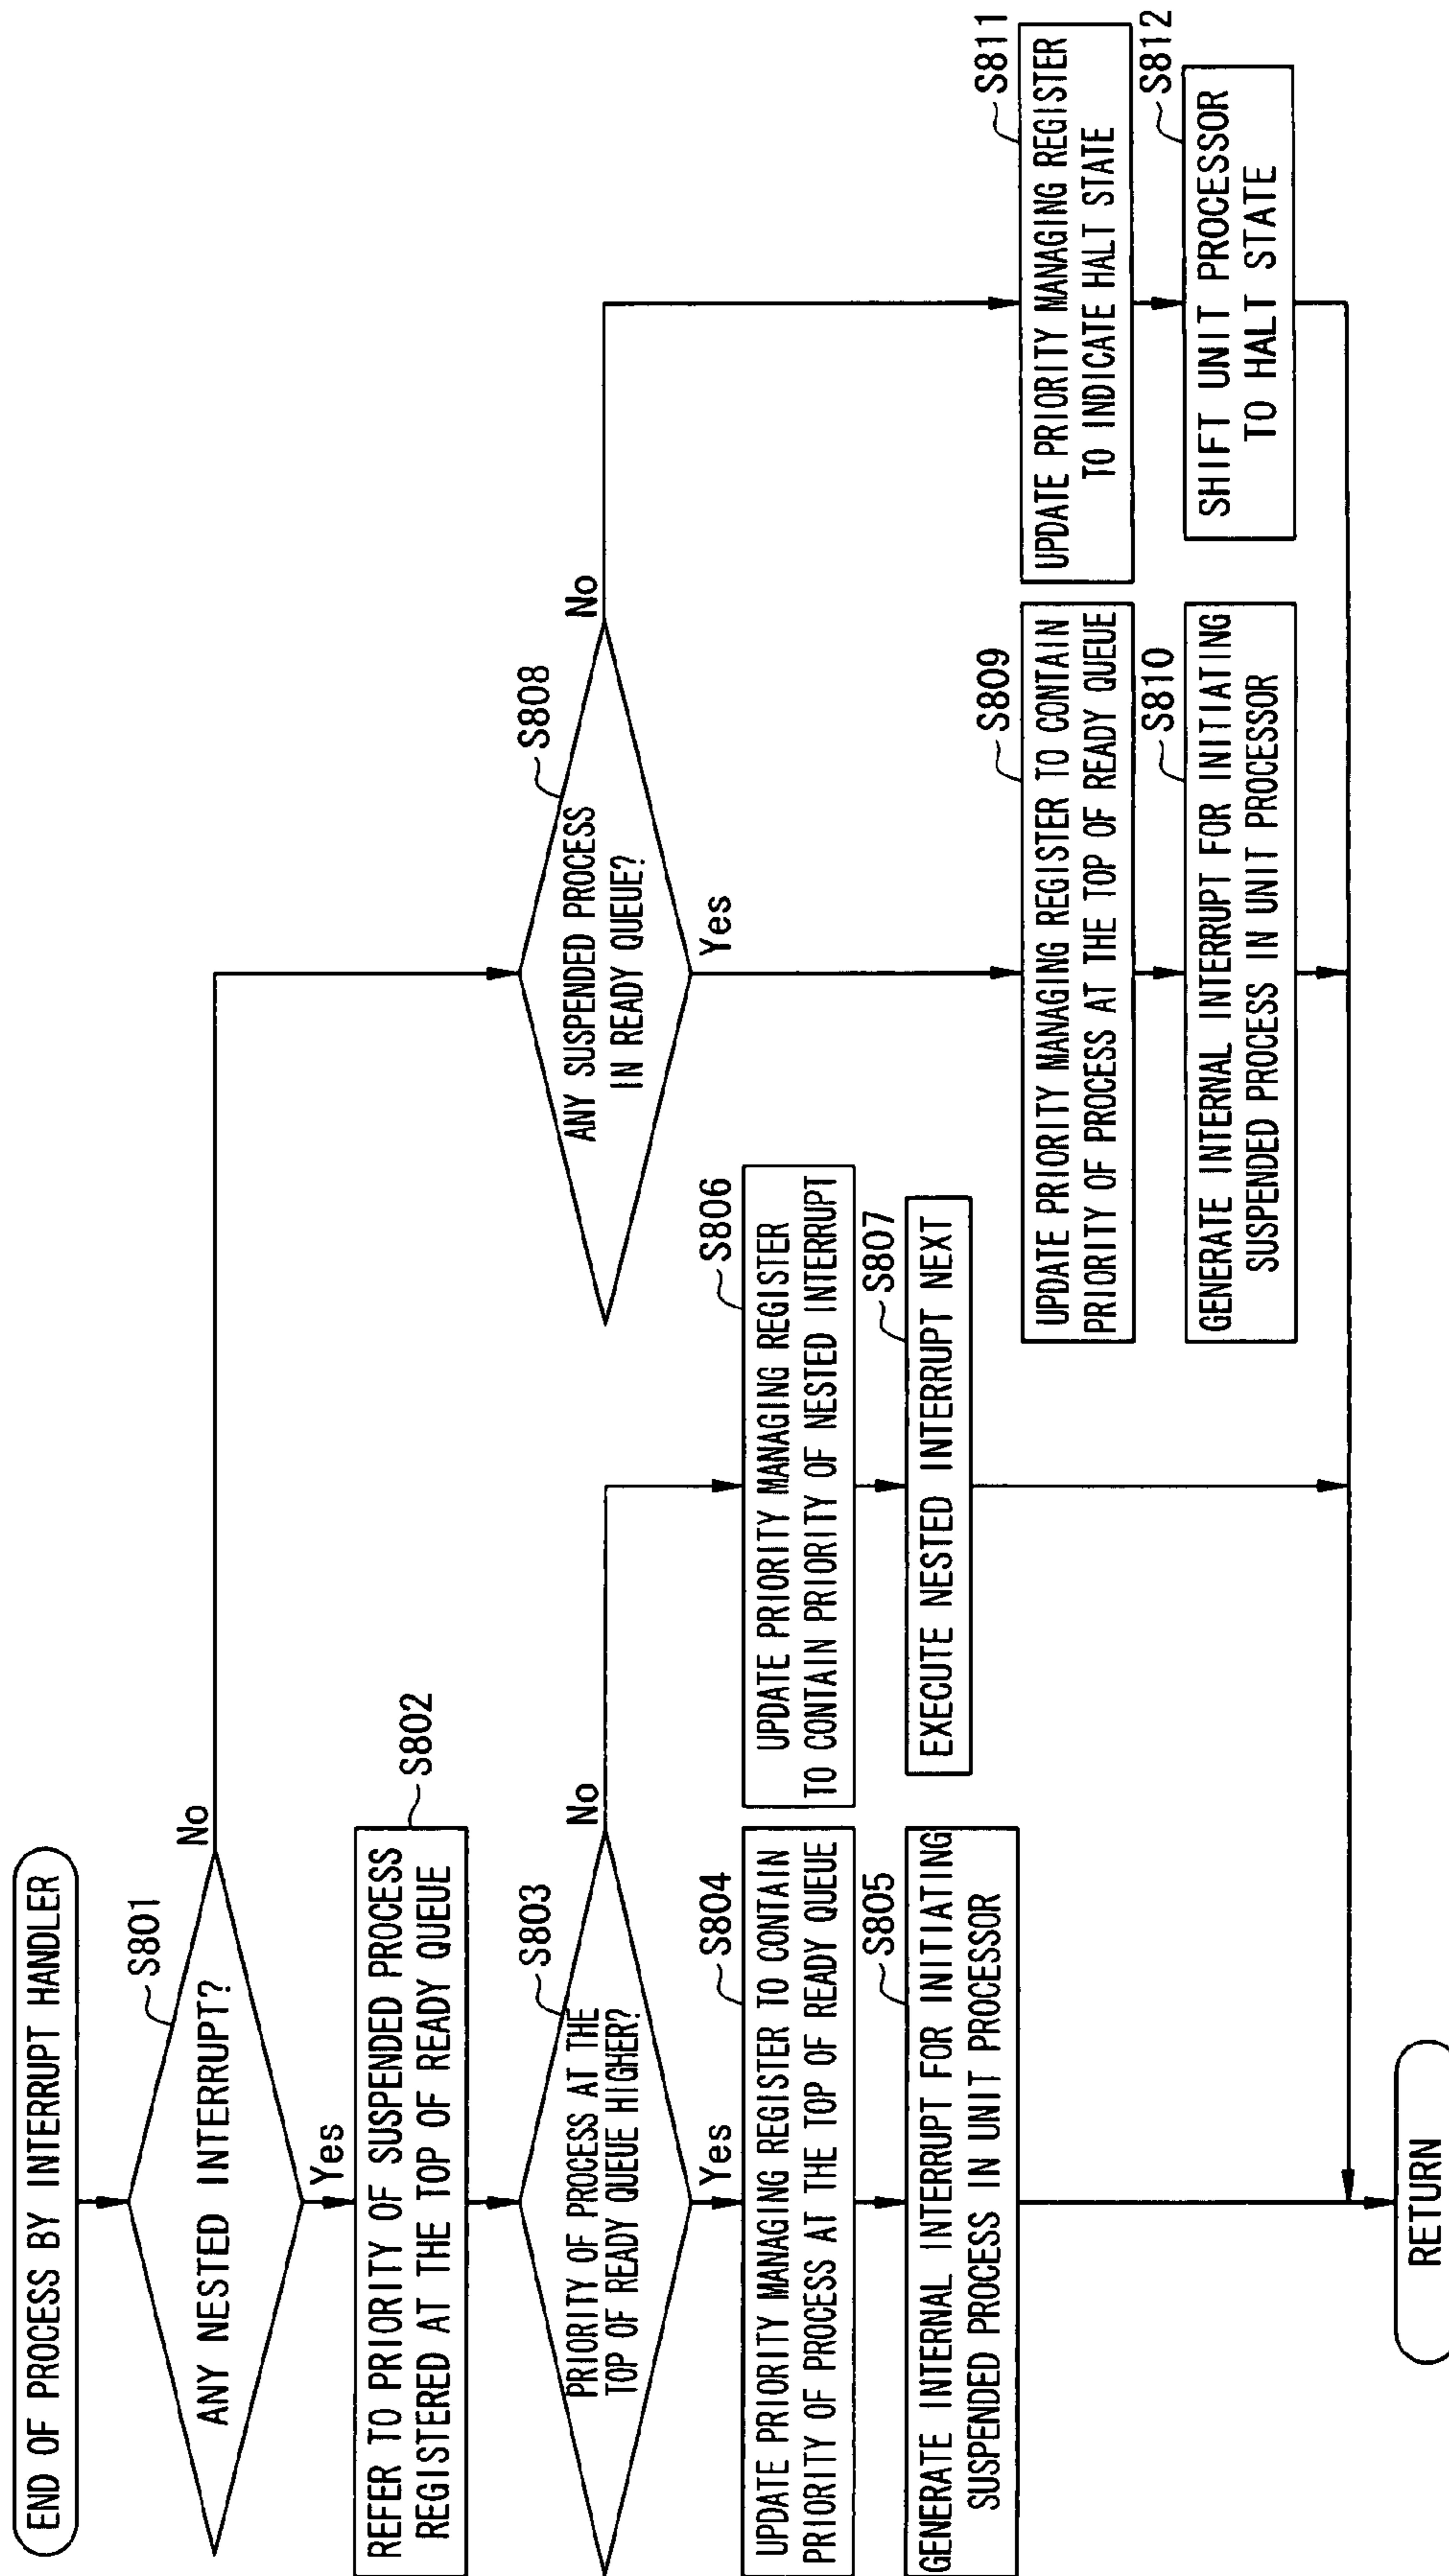 END OF PROCESS BY INTERRUPT HANDLER
S801
ANY NESTED INTERRUPT?
No
Yes
S802
REFER TO PRIORITY OF SUSPENDED PROCESS
REGISTERED AT THE TOP OF READY QUEUE
S803
PRIORITY OF PROCESS AT THE
TOP OF READY QUEUE HIGHER?
No
Yes
S804
UPDATE PRIORITY MANAGING REGISTER TO CONTAIN
PRIORITY OF PROCESS AT THE TOP OF READY QUEUE
S805
GENERATE INTERNAL INTERRUPT FOR INITIATING
SUSPENDED PROCESS IN UNIT PROCESSOR
S806
UPDATE PRIORITY MANAGING REGISTER
TO CONTAIN PRIORITY OF NESTED INTERRUPT
S807
EXECUTE NESTED INTERRUPT NEXT
S808
ANY SUSPENDED PROCESS
IN READY QUEUE?
No
Yes
S809
UPDATE PRIORITY MANAGING REGISTER TO CONTAIN
PRIORITY OF PROCESS AT THE TOP OF READY QUEUE
S810
GENERATE INTERNAL INTERRUPT FOR INITIATING
SUSPENDED PROCESS IN UNIT PROCESSOR
S811
UPDATE PRIORITY MANAGING REGISTER
TO INDICATE HALT STATE
S812
SHIFT UNIT PROCESSOR
TO HALT STATE
RETURN